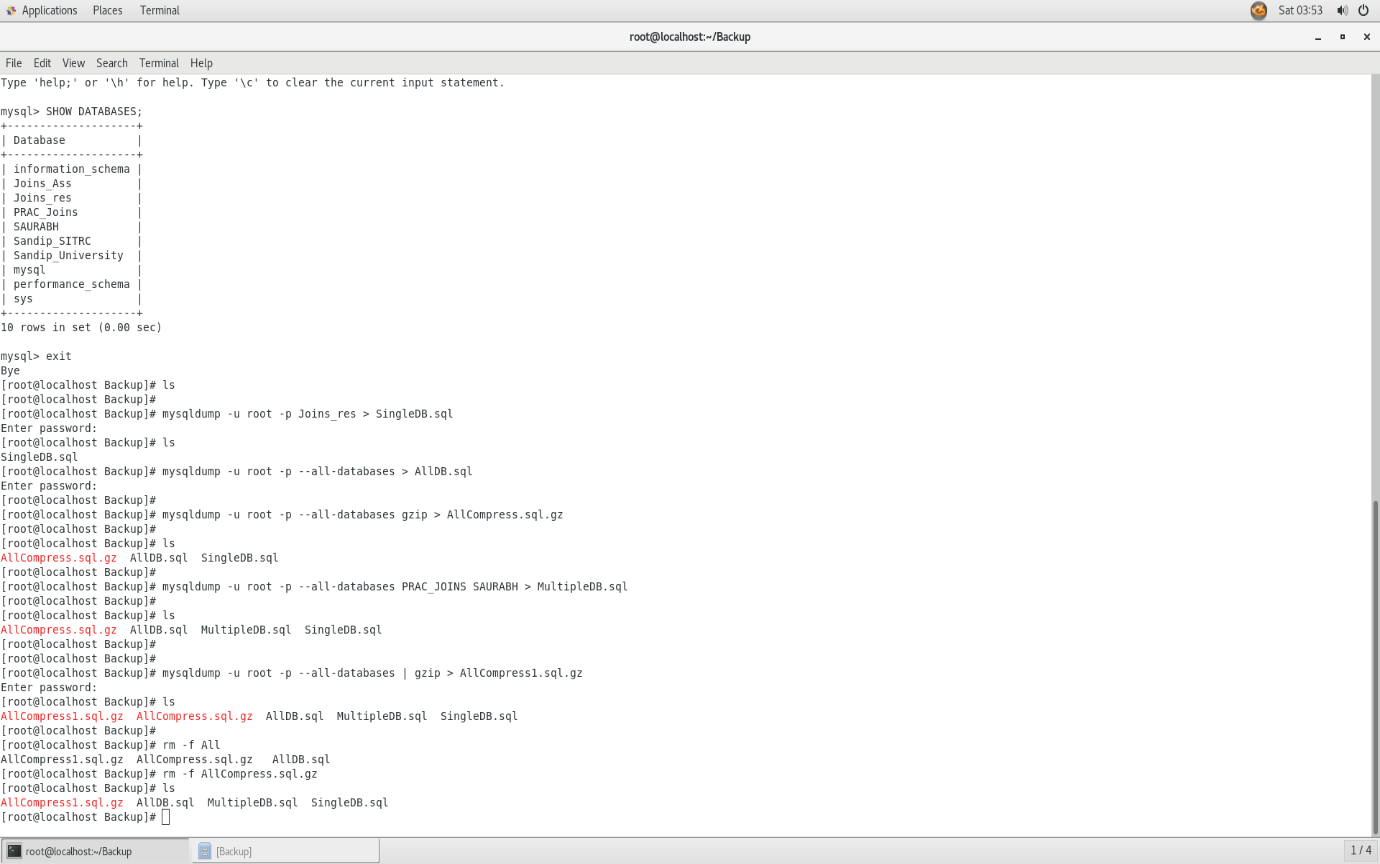 Applications Places Terminal Sat 03:53
root@localhost:~/Backup
File Edit View Search Terminal Help
Type 'help;' or '\h' for help. Type '\c' to clear the current input statement.
mysql> SHOW DATABASES;
+--------------------+
| Database           |
+--------------------+
| information_schema |
| Joins_Ass          |
| Joins_res          |
| PRAC_Joins         |
| SAURABH            |
| Sandip_SITRC       |
| Sandip_University  |
| mysql              |
| performance_schema |
| sys                |
+--------------------+
10 rows in set (0.00 sec)
mysql> exit
Bye
[root@localhost Backup]# ls
[root@localhost Backup]#
[root@localhost Backup]# mysqldump -u root -p Joins_res > SingleDB.sql
Enter password:
[root@localhost Backup]# ls
SingleDB.sql
[root@localhost Backup]# mysqldump -u root -p --all-databases > AllDB.sql
Enter password:
[root@localhost Backup]#
[root@localhost Backup]# mysqldump -u root -p --all-databases gzip > AllCompress.sql.gz
[root@localhost Backup]#
[root@localhost Backup]# ls
AllCompress.sql.gz  AllDB.sql  SingleDB.sql
[root@localhost Backup]#
[root@localhost Backup]# mysqldump -u root -p --all-databases PRAC_JOINS SAURABH > MultipleDB.sql
[root@localhost Backup]#
[root@localhost Backup]# ls
AllCompress.sql.gz  AllDB.sql  MultipleDB.sql  SingleDB.sql
[root@localhost Backup]#
[root@localhost Backup]#
[root@localhost Backup]# mysqldump -u root -p --all-databases | gzip > AllCompress1.sql.gz
Enter password:
[root@localhost Backup]# ls
AllCompress1.sql.gz  AllCompress.sql.gz  AllDB.sql  MultipleDB.sql  SingleDB.sql
[root@localhost Backup]#
[root@localhost Backup]# rm -f All
AllCompress1.sql.gz  AllCompress.sql.gz   AllDB.sql
[root@localhost Backup]# rm -f AllCompress.sql.gz
[root@localhost Backup]# ls
AllCompress1.sql.gz  AllDB.sql  MultipleDB.sql  SingleDB.sql
[root@localhost Backup]#
root@localhost:~/Backup [Backup] 1 / 4